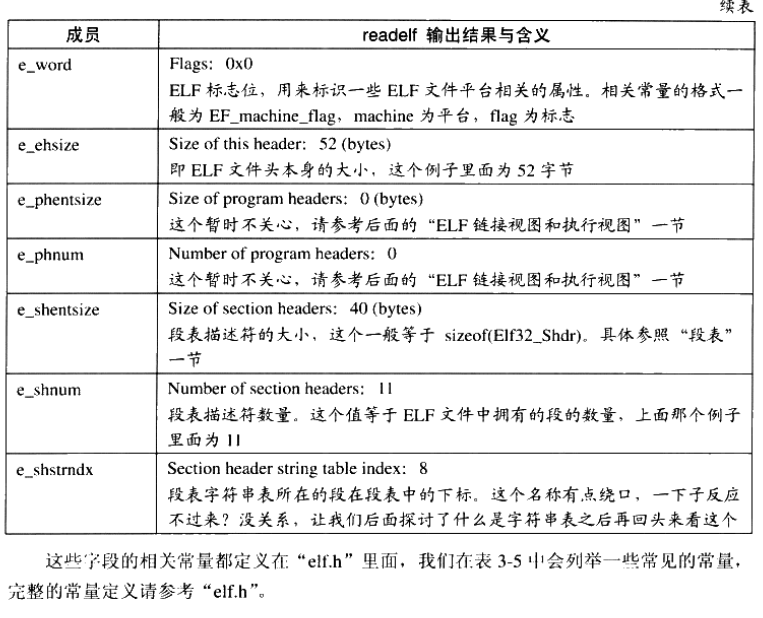 续表
成员 readelf 输出结果与含义
e_word Flags: 0x0
ELF 标志位，用来标识一些 ELF 文件平台相关的属性。相关常量的格式一
般为 EF_machine_flag，machine 为平台，flag 为标志
e_ehsize Size of this header: 52 (bytes)
即 ELF 文件头本身的大小，这个例子里面为 52 字节
e_phentsize Size of program headers: 0 (bytes)
这个暂时不关心，请参考后面的“ELF 链接视图和执行视图”一节
e_phnum Number of program headers: 0
这个暂时不关心，请参考后面的“ELF 链接视图和执行视图”一节
e_shentsize Size of section headers: 40 (bytes)
段表描述符的大小，这个一般等于 sizeof(Elf32_Shdr)。具体参照“段表”
一节
e_shnum Number of section headers: 11
段表描述符数量。这个值等于 ELF 文件中拥有的段的数量，上面那个例子
里面为 11
e_shstrndx Section header string table index: 8
段表字符串表所在的段在段表中的下标。这个名称有点绕口，一下子反应
不过来？没关系，让我们后面探讨了什么是字符串表之后再回头来看这个
这些字段的相关常量都定义在“elf.h”里面，我们在表 3-5 中会列举一些常见的常量，
完整的常量定义请参考“elf.h”。